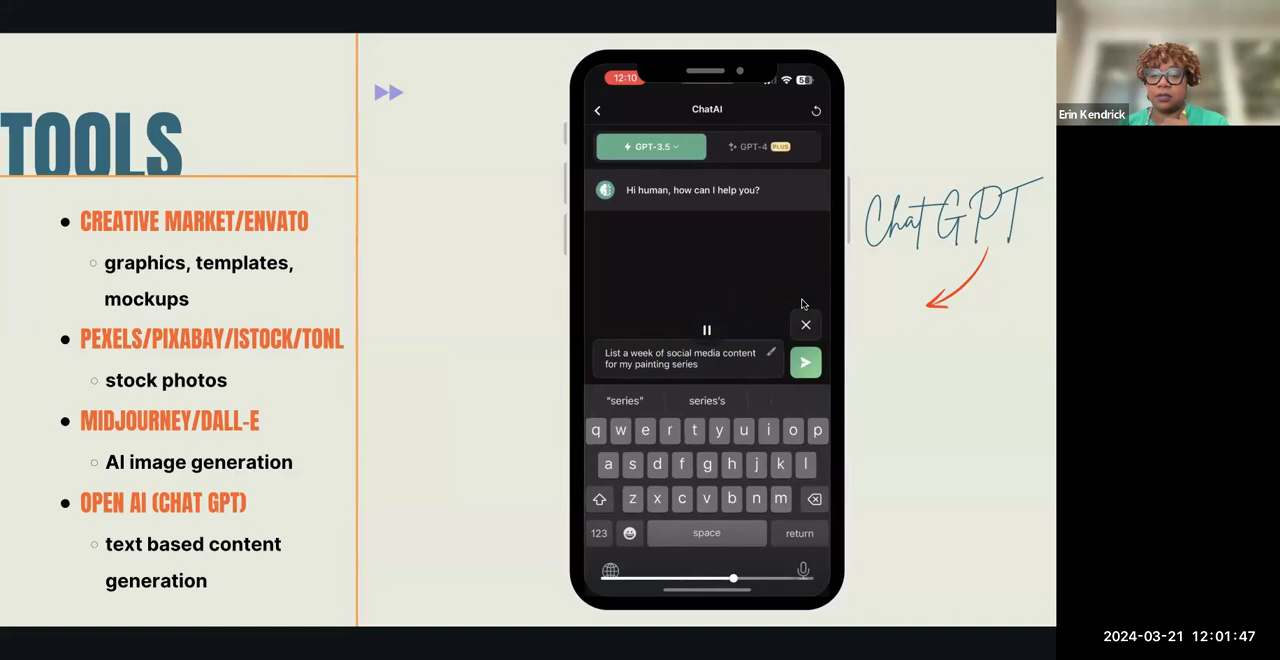 TOOLS
CREATIVE MARKET/ENVATO
graphics, templates,
mockups
PEXELS/PIXABAY/ISTOCK/TONL
stock photos
MIDJOURNEY/DALL-E
AI image generation
OPEN AI (CHAT GPT)
text based content
generation
12:10
58
ChatAI
GPT-3.5
GPT-4 PLUS
Hi human, how can I help you?
List a week of social media content
for my painting series
"series" series's
q w e r t y u i o p
a s d f g h j k l
z x c v b n m
123 space return
Chat GPT
Erin Kendrick
2024-03-21 12:01:47